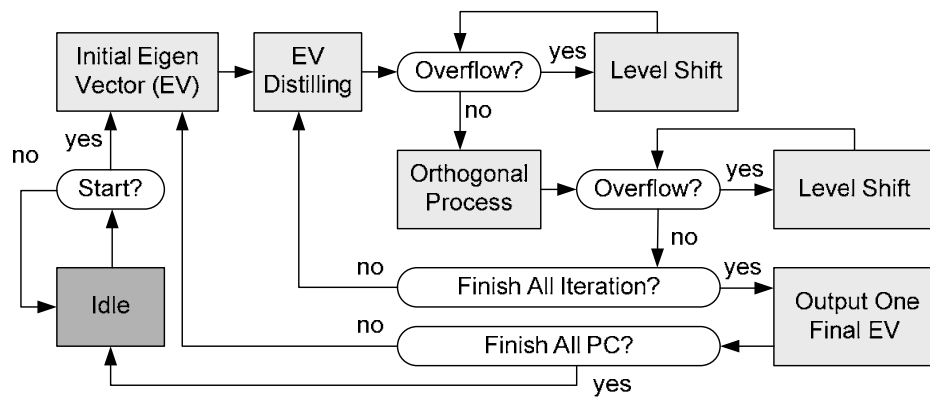 Initial Eigen
Vector (EV)
EV
Distilling
Overflow?
yes
Level Shift
no
no
yes
Start?
Orthogonal
Process
Overflow?
yes
Level Shift
no
Idle
no
Finish All Iteration?
yes
Output One
Final EV
no
Finish All PC?
yes